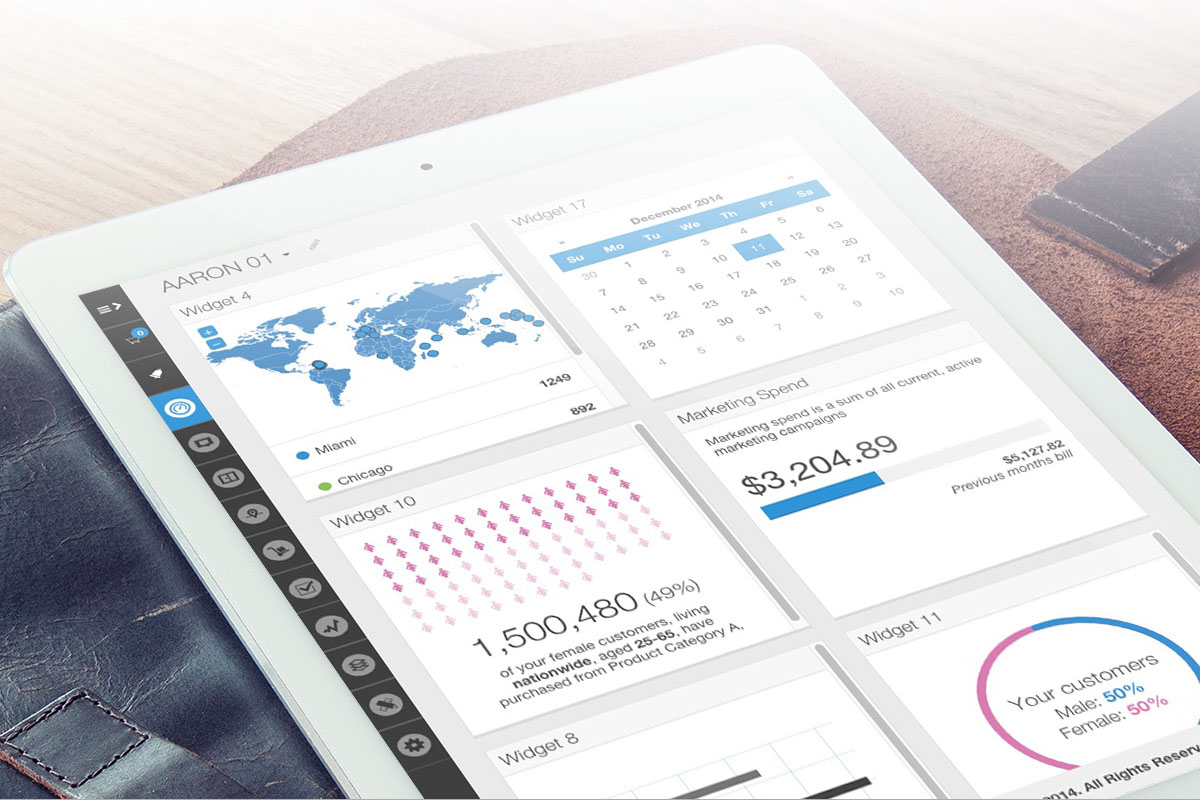 AARON 01
0
Widget 4
+
−
1249
892
Miami
Chicago
Widget 17
«
December 2014
»
Su Mo Tu We Th Fr Sa
30 1 2 3 4 5 6
7 8 9 10 11 12 13
14 15 16 17 18 19 20
21 22 23 24 25 26 27
28 29 30 31 1 2 3
4 5 6 7 8 9 10
Widget 10
1,500,480 (49%)
of your female customers, living
nationwide, aged 25-65, have
purchased from Product Category A,
Marketing Spend
Marketing spend is a sum of all current, active
marketing campaigns
$3,204.89
$5,127.82
Previous months bill
Widget 8
Widget 11
Your customers
Male: 50%
Female: 50%
2014. All Rights Reserv